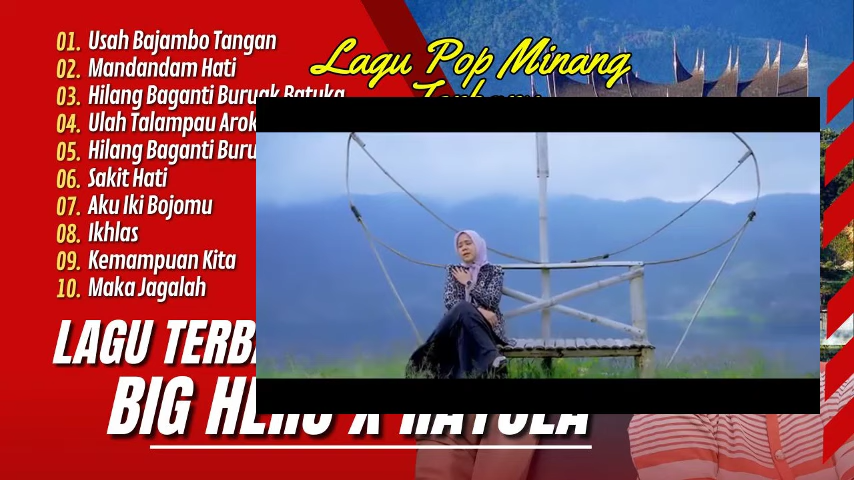 01. Usah Bajambo Tangan
02. Mandandam Hati
03. Hilang Baganti Buruak Batuka
04. Ulah Talampau Arok
05. Hilang Baganti
06. Sakit Hati
07. Aku Iki Bojomu
08. Ikhlas
09. Kemampuan Kita
10. Maka Jagalah
Lagu Pop Minang
LAGU
BIG